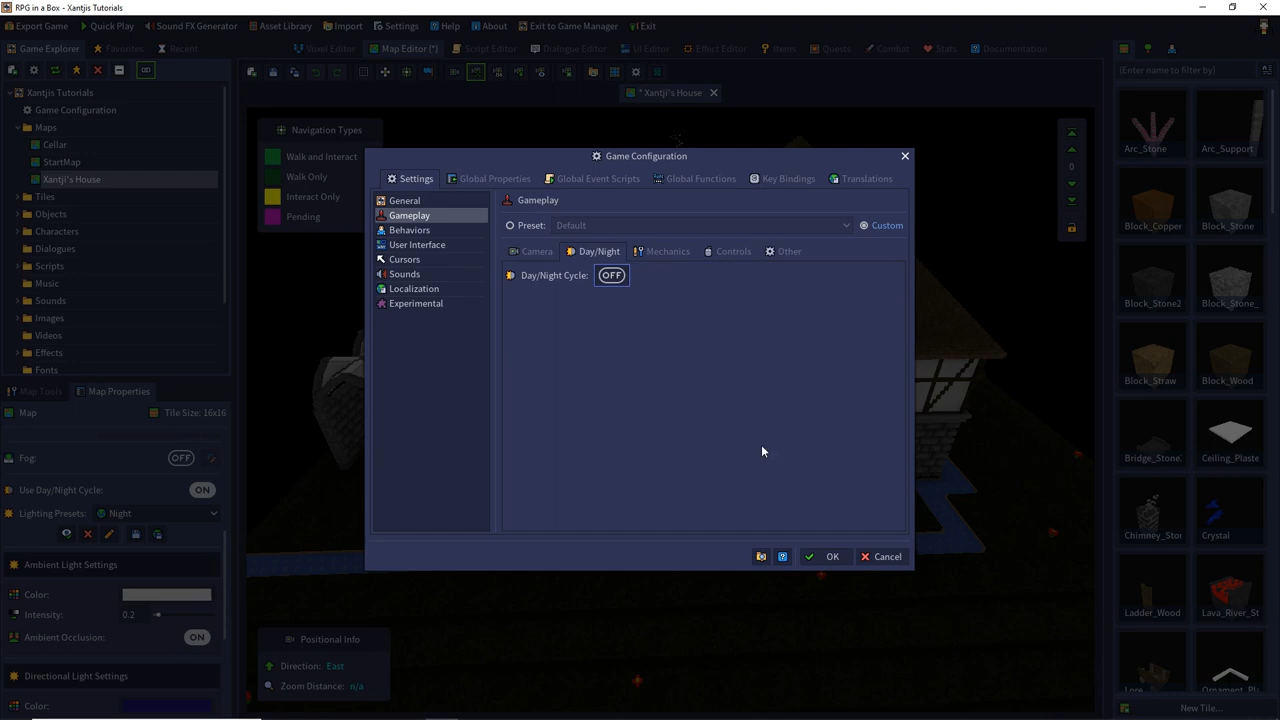 RPG in a Box - Xantjis Tutorials
Export Game Quick Play Sound FX Generator Asset Library Import Settings Help About Exit to Game Manager Exit
Game Explorer Favorites Recent Voxel Editor Map Editor (*) Script Editor Dialogue Editor UI Editor Effect Editor Items Quests Combat Stats Documentation
(Enter name to filter by)
* Xantji's House
Xantjis Tutorials
Game Configuration
Maps
Cellar
StartMap
Xantji's House
Tiles
Objects
Characters
Dialogues
Scripts
Music
Sounds
Images
Videos
Effects
Fonts
Map Tools Map Properties
Map Tile Size: 16x16
Fog: OFF
Use Day/Night Cycle: ON
Lighting Presets: Night
Ambient Light Settings
Color:
Intensity: 0.2
Ambient Occlusion: ON
Directional Light Settings
Color:
Navigation Types
Walk and Interact
Walk Only
Interact Only
Pending
Game Configuration
Settings Global Properties Global Event Scripts Global Functions Key Bindings Translations
General
Gameplay
Behaviors
User Interface
Cursors
Sounds
Localization
Experimental
Gameplay
Preset: Default Custom
Camera Day/Night Mechanics Controls Other
Day/Night Cycle: OFF
OK Cancel
Positional Info
Direction: East
Zoom Distance: n/a
0
Arc_Stone Arc_Support
Block_Copper Block_Stone
Block_Stone2 Block_Stone_
Block_Straw Block_Wood
Bridge_Stone Ceiling_Plaste
Chimney_Stor Crystal
Ladder_Wood Lava_River_St
Lore_ Ornament_Pl
New Tile...